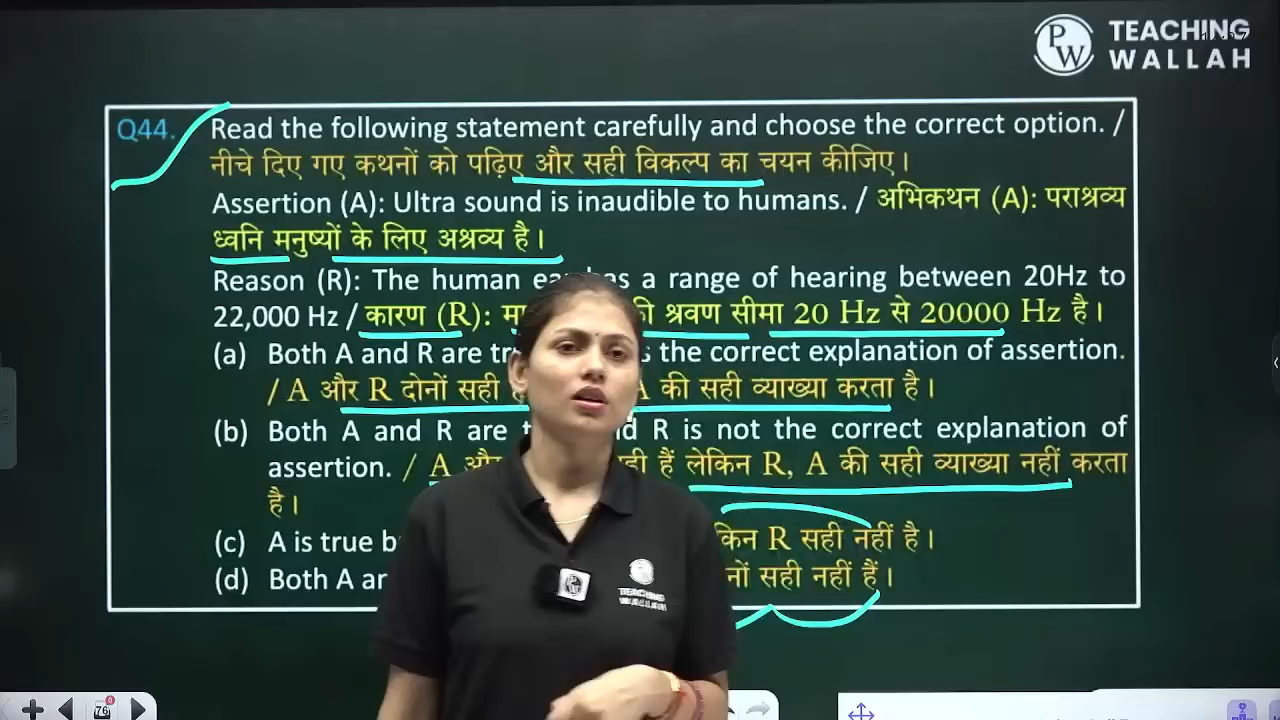 TEACHING
WALLAH
Q44. Read the following statement carefully and choose the correct option. /
नीचे दिए गए कथनों को पढ़िए और सही विकल्प का चयन कीजिए।
Assertion (A): Ultra sound is inaudible to humans. / अभिकथन (A): पराश्रव्य
ध्वनि मनुष्यों के लिए अश्रव्य है।
Reason (R): The human a range of hearing between 20Hz to
22,000 Hz / कारण (R): श्रवण सीमा 20 Hz से 20000 Hz है।
(a) Both A and R are the correct explanation of assertion.
/ A और R दोनों सही A की सही व्याख्या करता है।
(b) Both A and R are R is not the correct explanation of
assertion. / A लेकिन R, A की सही व्याख्या नहीं करता
है।
(c) A is true R सही नहीं है।
(d) Both A सही नहीं हैं।
PW
TEACHING
WALLAH
76